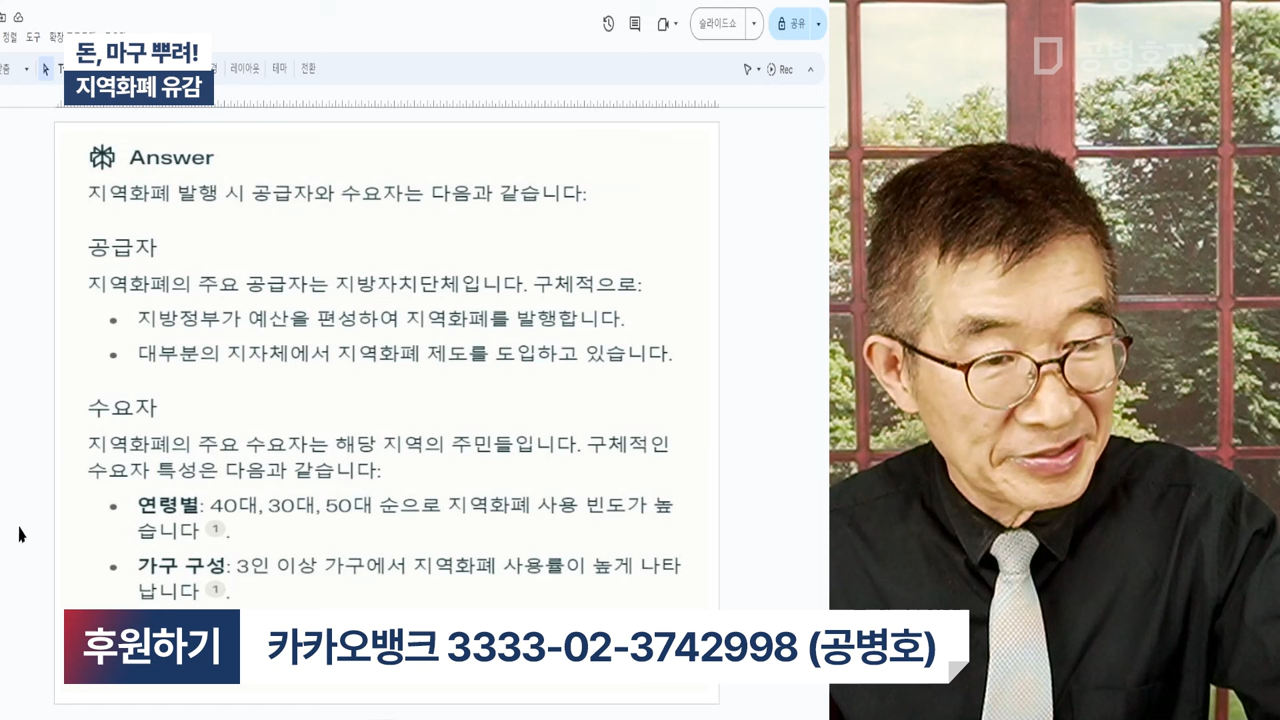 정렬 도구 확장
슬라이드쇼
공유
돈, 마구 뿌려!
지역화폐 유감
레이아웃 테마 전환
Rec
공병호TV
Answer
지역화폐 발행 시 공급자와 수요자는 다음과 같습니다:
공급자
지역화폐의 주요 공급자는 지방자치단체입니다. 구체적으로:
• 지방정부가 예산을 편성하여 지역화폐를 발행합니다.
• 대부분의 지자체에서 지역화폐 제도를 도입하고 있습니다.
수요자
지역화폐의 주요 수요자는 해당 지역의 주민들입니다. 구체적인
수요자 특성은 다음과 같습니다:
• 연령별: 40대, 30대, 50대 순으로 지역화폐 사용 빈도가 높
습니다 1.
• 가구 구성: 3인 이상 가구에서 지역화폐 사용률이 높게 나타
납니다 1.
후원하기
카카오뱅크 3333-02-3742998 (공병호)